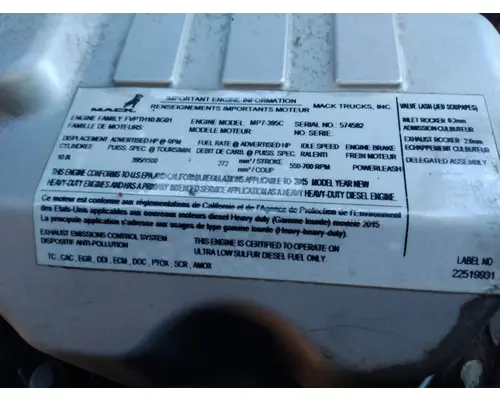 MACK
IMPORTANT ENGINE INFORMATION
RENSEIGNEMENTS IMPORTANTS MOTEUR
MACK TRUCKS, INC.
ENGINE FAMILY: FVPTH10.8G01
FAMILLE DE MOTEURS:
ENGINE MODEL: MP7-395C
MODELE MOTEUR:
SERIAL NO: 574582
NO. SERIE:
DISPLACEMENT ADVERTISED HP @ RPM
CYLINDREE PUISS. SPEC. @ TOURS/MIN
10.8L 395/1500
FUEL RATE @ ADVERTISED HP
DEBIT DE CARB. @ PUISS. SPEC.
272 mm³ / STROKE
mm³ / COUP
IDLE SPEED
RALENTI
550-700 RPM
ENGINE BRAKE
FREIN MOTEUR
POWERLEASH
VALVE LASH (JEU SOUPAPES)
INLET ROCKER 0.2mm
ADMISSION CULBUTEUR
EXHAUST ROCKER
ECHAPPEMENT CULBUTEUR
DELEGATED ASSEMBLY
THIS ENGINE CONFORMS TO U.S.EPA AND CALIFORNIA REGULATIONS APPLICABLE TO 2015 MODEL YEAR NEW
HEAVY-DUTY ENGINES AND HAS A PRIMARY INTENDED SERVICE APPLICATION AS A HEAVY HEAVY-DUTY DIESEL ENGINE.
Ce moteur est conforme aux réglementations de Californie et de l'Agence de Protection de l'Environnement
des Etats-Unis applicables aux nouveaux moteurs diesel Heavy duty (Gamme lourde) modèle 2015
La principale application s'adresse aux usages de type gamme lourde (Heavy-heavy-duty).
EXHAUST EMISSIONS CONTROL SYSTEM
DISPOSITIF ANTI-POLLUTION
TC, CAC, EGR, DDI, ECM, DOC, PTOX, SCR, AMOX
THIS ENGINE IS CERTIFIED TO OPERATE ON
ULTRA LOW SULFUR DIESEL FUEL ONLY.
LABEL NO
22519931